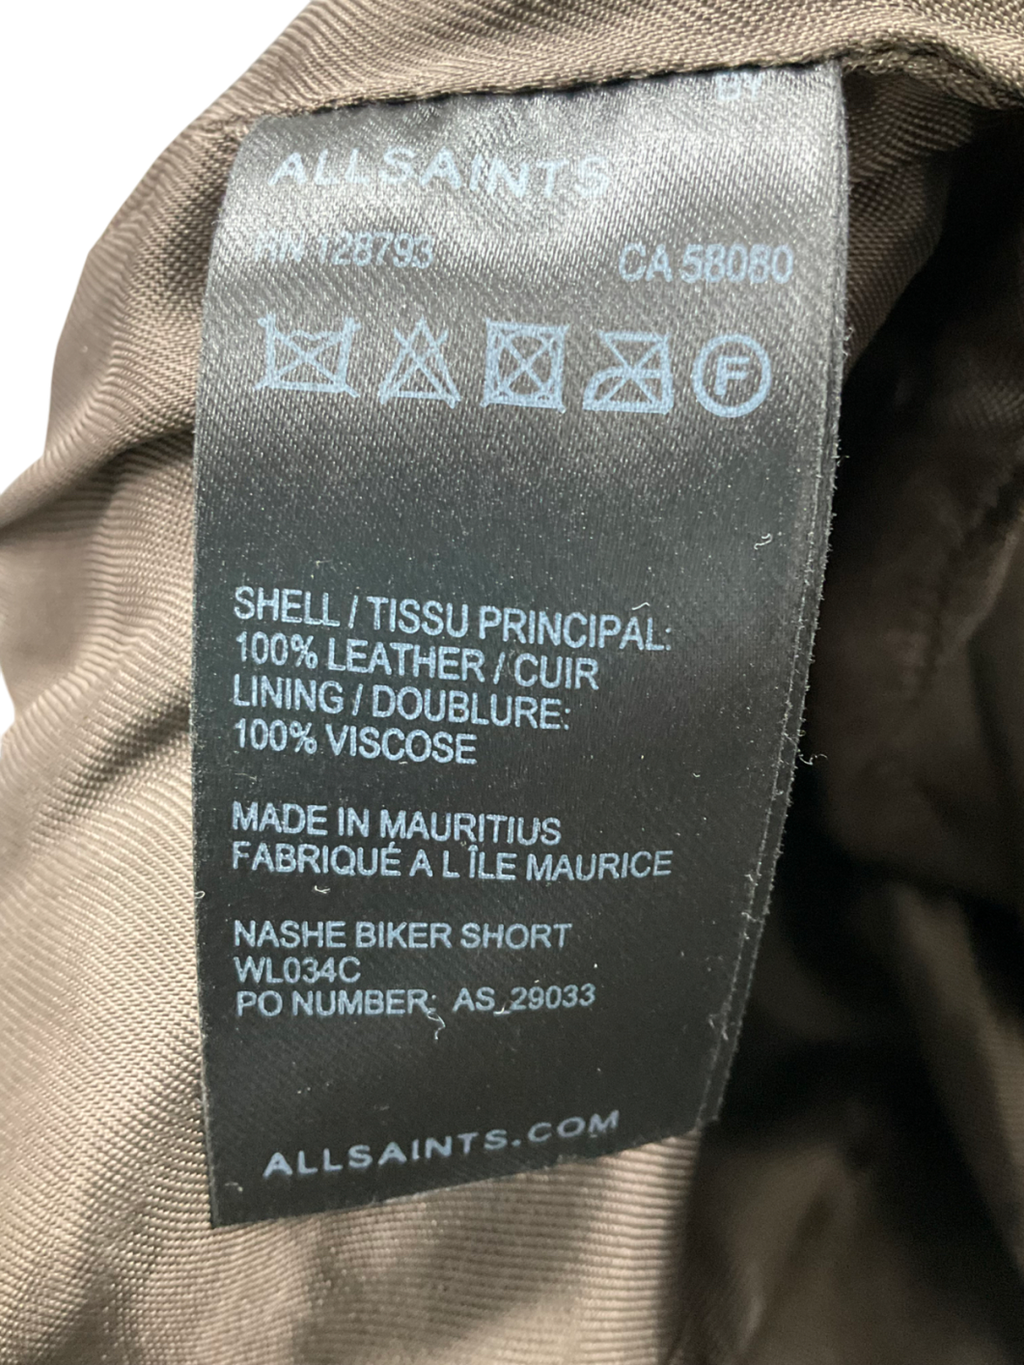 BY
ALLSAINTS
RN 128793 CA 58080
F
SHELL / TISSU PRINCIPAL:
100% LEATHER / CUIR
LINING / DOUBLURE:
100% VISCOSE
MADE IN MAURITIUS
FABRIQUÉ A L ÎLE MAURICE
NASHE BIKER SHORT
WL034C
PO NUMBER: AS_29033
ALLSAINTS.COM